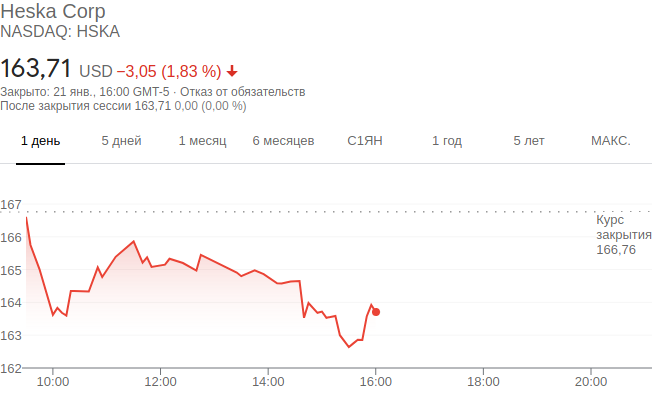 Heska Corp
NASDAQ: HSKA
163,71 USD −3,05 (1,83 %)
Закрыто: 21 янв., 16:00 GMT-5 · Отказ от обязательств
После закрытия сессии 163,71 0,00 (0,00 %)
1 день 5 дней 1 месяц 6 месяцев С1ЯН 1 год 5 лет МАКС.
167
Курс
закрытия
166,76
166
165
164
163
162
10:00 12:00 14:00 16:00 18:00 20:00